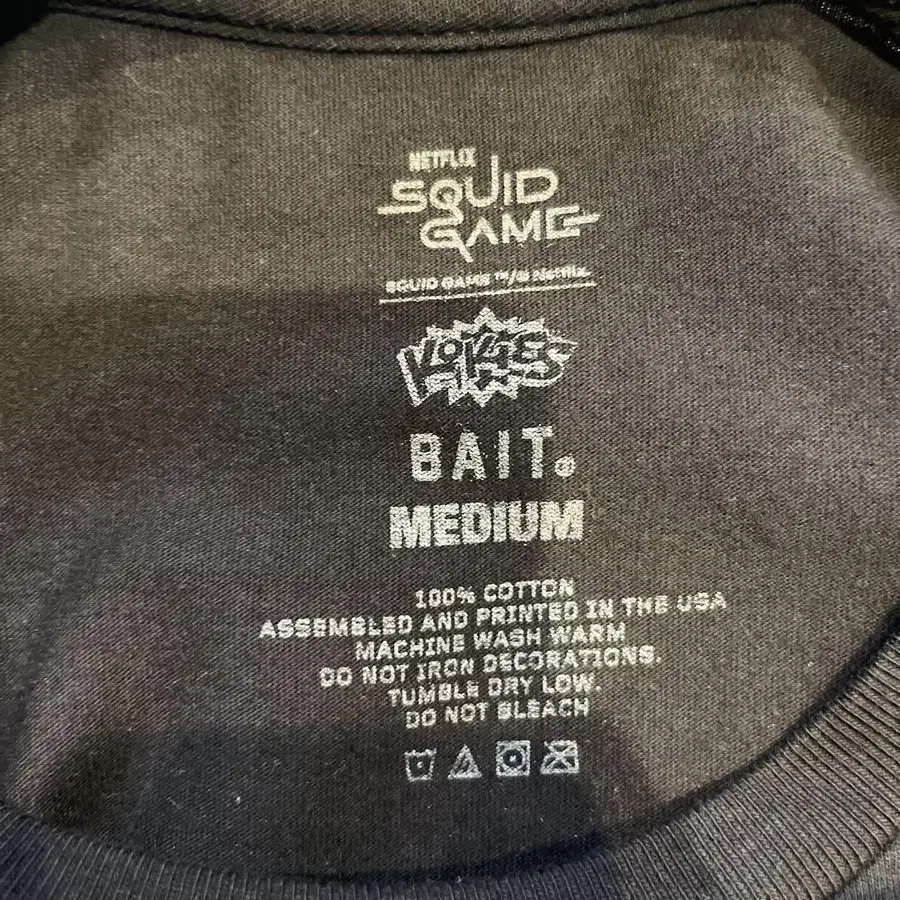 NETFLIX
SQUID
GAME
SQUID GAME ™/© Netflix.
KOKIES
BAIT®
MEDIUM
100% COTTON
ASSEMBLED AND PRINTED IN THE USA
MACHINE WASH WARM
DO NOT IRON DECORATIONS.
TUMBLE DRY LOW.
DO NOT BLEACH